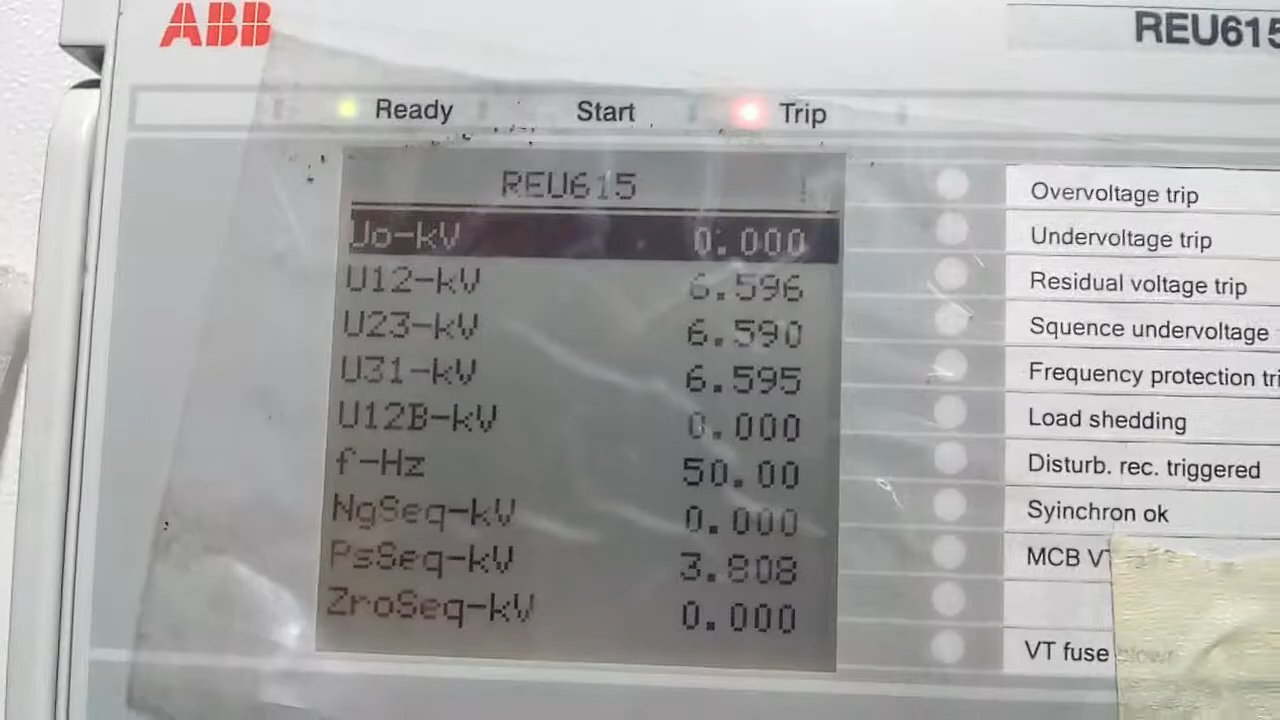 ABB
REU615
Ready Start Trip
REU615 !
Uo-kV 0.000
U12-kV 6.596
U23-kV 6.590
U31-kV 6.595
U12B-kV 0.000
f-Hz 50.00
NgSeq-kV 0.000
PsSeq-kV 3.808
ZroSeq-kV 0.000
Overvoltage trip
Undervoltage trip
Residual voltage trip
Squence undervoltage
Frequency protection tri
Load shedding
Disturb. rec. triggered
Syinchron ok
MCB VT
VT fuse blown